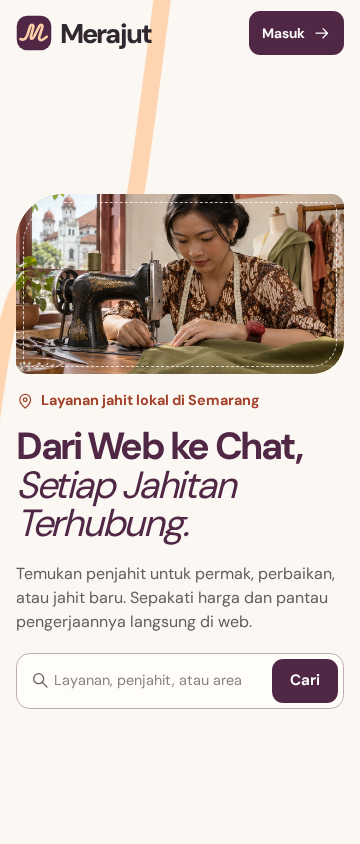 Merajut
Masuk
Layanan jahit lokal di Semarang
Dari Web ke Chat,
Setiap Jahitan
Terhubung.
Temukan penjahit untuk permak, perbaikan,
atau jahit baru. Sepakati harga dan pantau
pengerjaannya langsung di web.
Layanan, penjahit, atau area
Cari